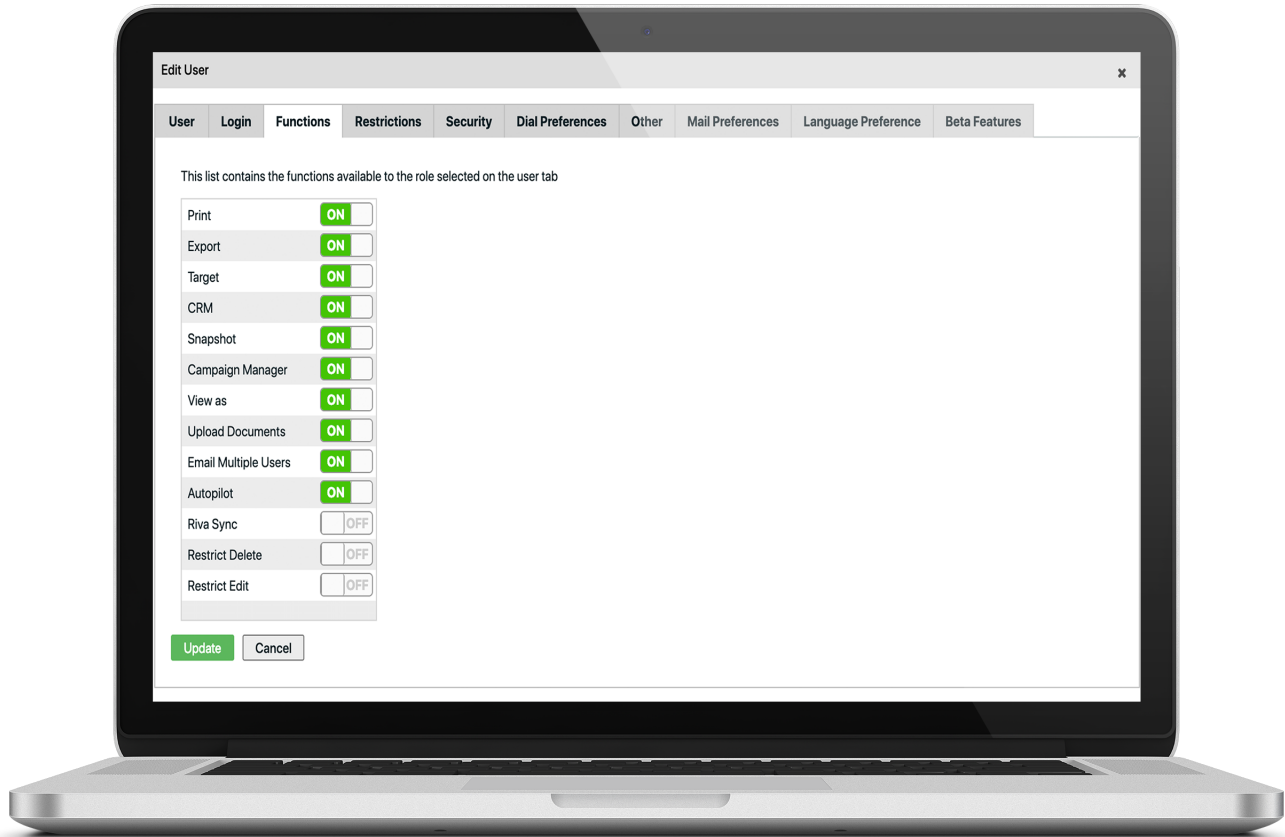 Edit User
x
User Login Functions Restrictions Security Dial Preferences Other Mail Preferences Language Preference Beta Features
This list contains the functions available to the role selected on the user tab
Print ON
Export ON
Target ON
CRM ON
Snapshot ON
Campaign Manager ON
View as ON
Upload Documents ON
Email Multiple Users ON
Autopilot ON
Riva Sync OFF
Restrict Delete OFF
Restrict Edit OFF
Update Cancel